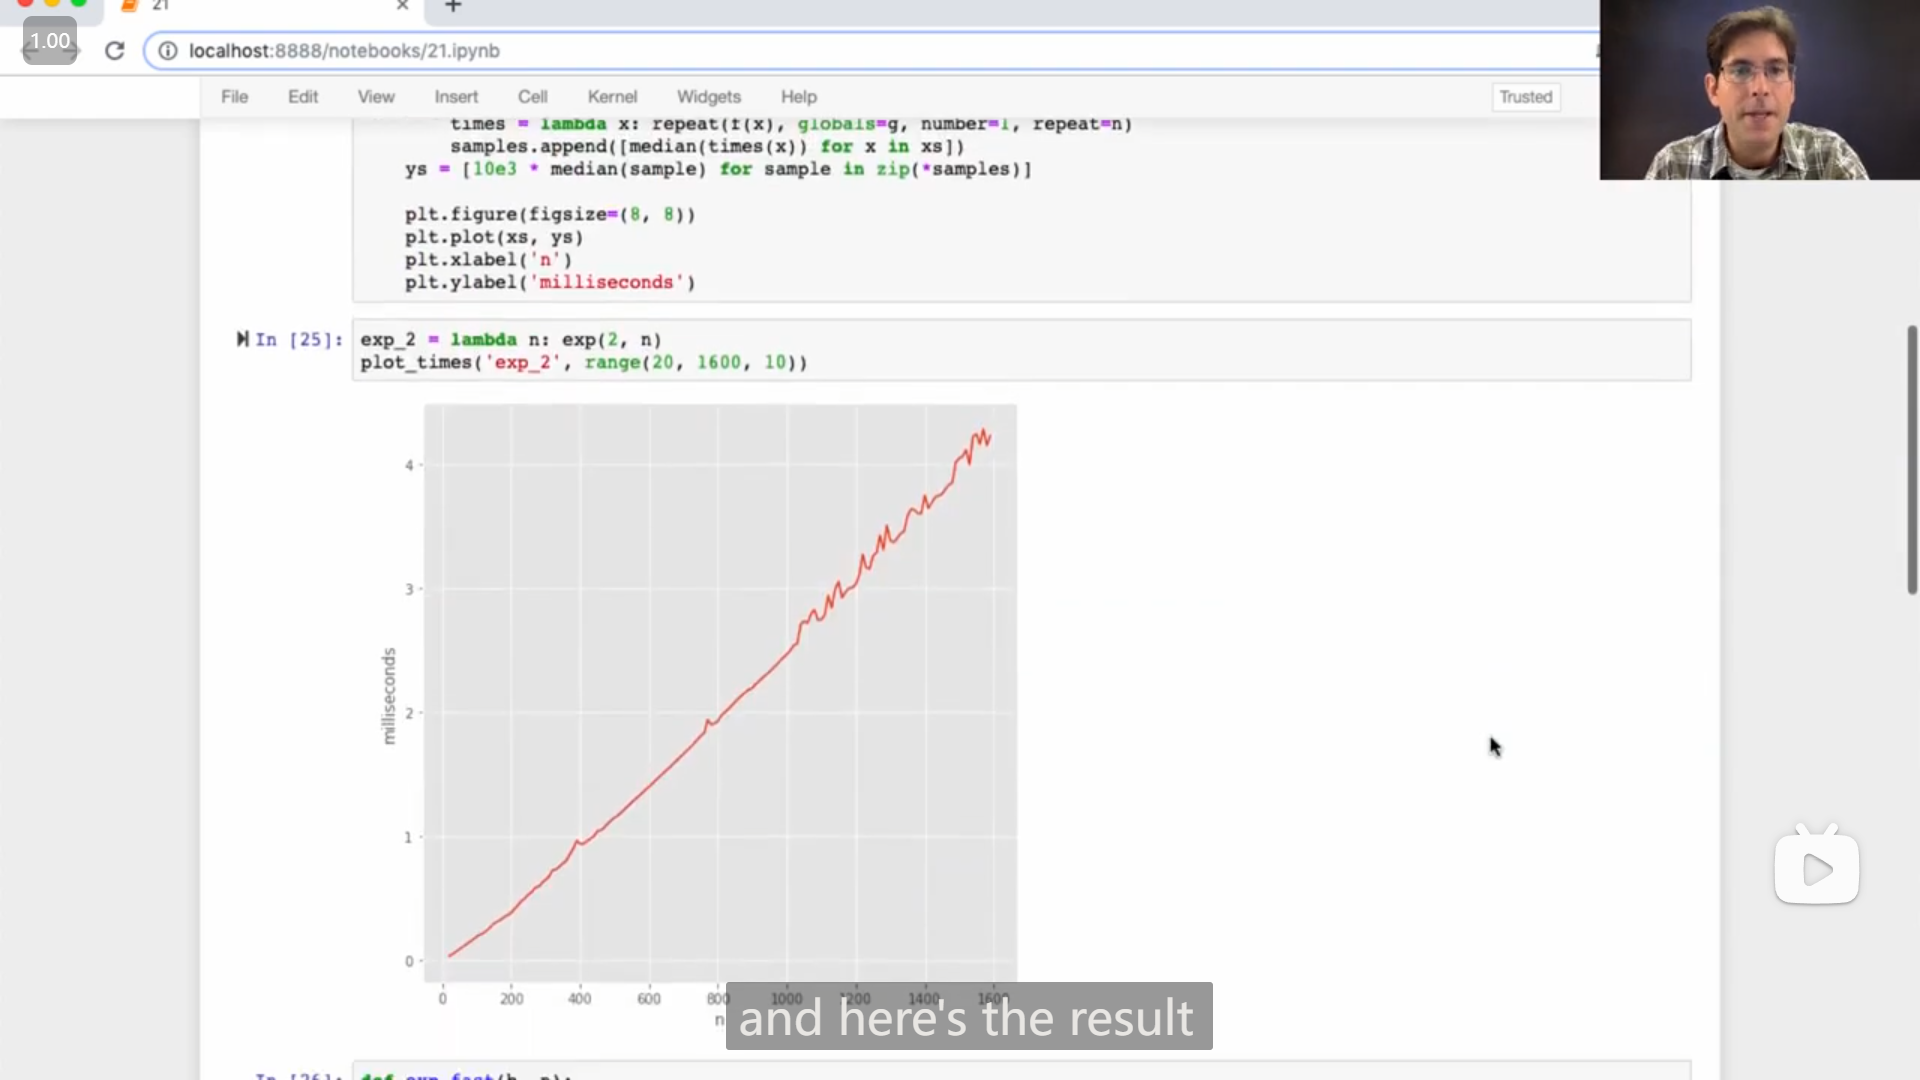 21
1.00
localhost:8888/notebooks/21.ipynb
File Edit View Insert Cell Kernel Widgets Help
Trusted
times = lambda x: repeat(f(x), globals=g, number=1, repeat=n)
samples.append([median(times(x)) for x in xs])
ys = [10e3 * median(sample) for sample in zip(*samples)]
plt.figure(figsize=(8, 8))
plt.plot(xs, ys)
plt.xlabel('n')
plt.ylabel('milliseconds')
In [25]:
exp_2 = lambda n: exp(2, n)
plot_times('exp_2', range(20, 1600, 10))
4
3
2
1
0
milliseconds
0 200 400 600 800 1000 1200 1400 1600
n
and here's the result
In [26]: def exp_fast(b, n):